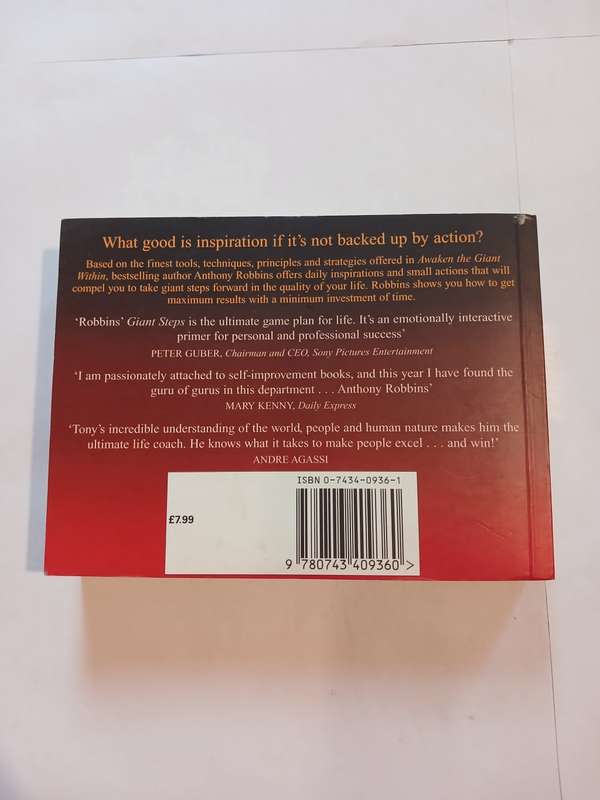 What good is inspiration if it's not backed up by action?
Based on the finest tools, techniques, principles and strategies offered in Awaken the Giant
Within, bestselling author Anthony Robbins offers daily inspirations and small actions that will
compel you to take giant steps forward in the quality of your life. Robbins shows you how to get
maximum results with a minimum investment of time.
‘Robbins’ Giant Steps is the ultimate game plan for life. It’s an emotionally interactive
primer for personal and professional success’
PETER GUBER, Chairman and CEO, Sony Pictures Entertainment
‘I am passionately attached to self-improvement books, and this year I have found the
guru of gurus in this department . . . Anthony Robbins’
MARY KENNY, Daily Express
‘Tony’s incredible understanding of the world, people and human nature makes him the
ultimate life coach. He knows what it takes to make people excel . . . and win!’
ANDRE AGASSI
ISBN 0-7434-0936-1
£7.99
9 780743 409360 >